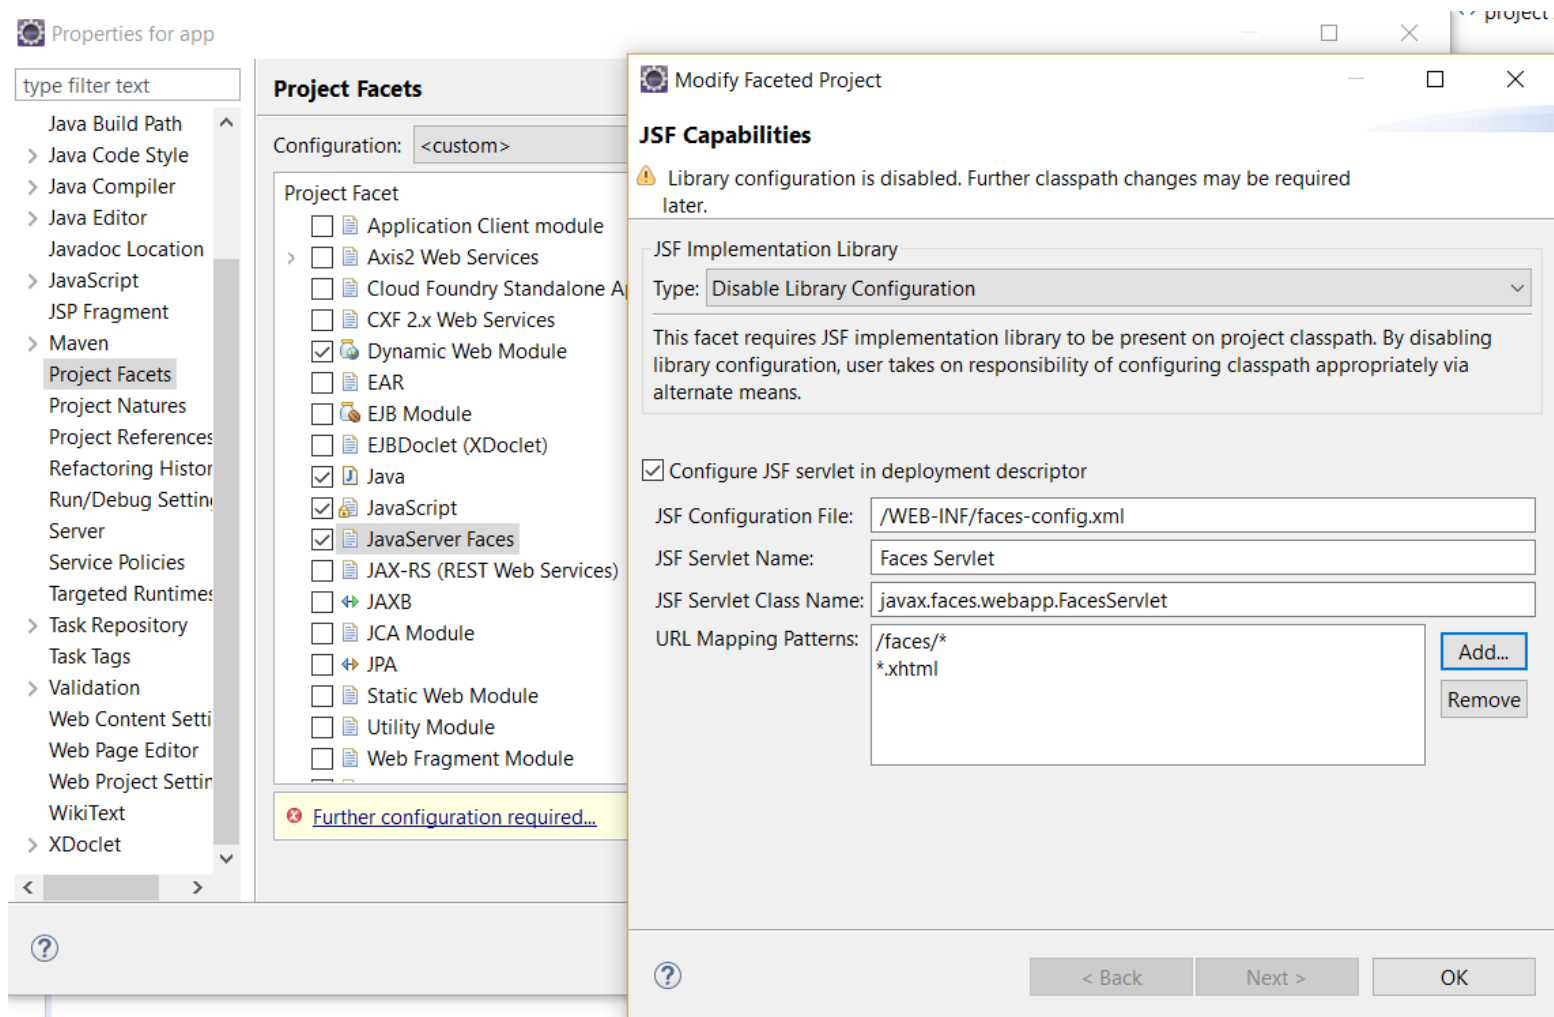 project
Properties for app
type filter text
Java Build Path
Java Code Style
Java Compiler
Java Editor
Javadoc Location
JavaScript
JSP Fragment
Maven
Project Facets
Project Natures
Project References
Refactoring Histor
Run/Debug Settin
Server
Service Policies
Targeted Runtimes
Task Repository
Task Tags
Validation
Web Content Setti
Web Page Editor
Web Project Settin
WikiText
XDoclet
Project Facets
Configuration: <custom>
Project Facet
Application Client module
Axis2 Web Services
Cloud Foundry Standalone A
CXF 2.x Web Services
Dynamic Web Module
EAR
EJB Module
EJBDoclet (XDoclet)
Java
JavaScript
JavaServer Faces
JAX-RS (REST Web Services)
JAXB
JCA Module
JPA
Static Web Module
Utility Module
Web Fragment Module
Further configuration required...
Modify Faceted Project
JSF Capabilities
Library configuration is disabled. Further classpath changes may be required
later.
JSF Implementation Library
Type: Disable Library Configuration
This facet requires JSF implementation library to be present on project classpath. By disabling
library configuration, user takes on responsibility of configuring classpath appropriately via
alternate means.
Configure JSF servlet in deployment descriptor
JSF Configuration File: /WEB-INF/faces-config.xml
JSF Servlet Name: Faces Servlet
JSF Servlet Class Name: javax.faces.webapp.FacesServlet
URL Mapping Patterns: /faces/*
*.xhtml
Add...
Remove
< Back
Next >
OK